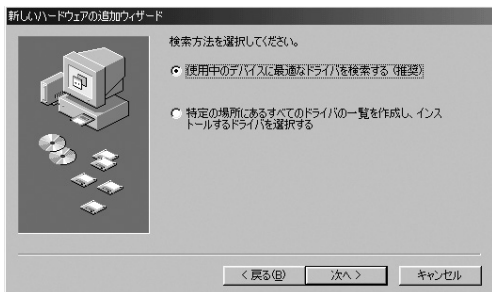 新しいハードウェアの追加ウィザード
検索方法を選択してください。
使用中のデバイスに最適なドライバを検索する (推奨)
特定の場所にあるすべてのドライバの一覧を作成し、インス
トールするドライバを選択する
< 戻る(B)
次へ >
キャンセル